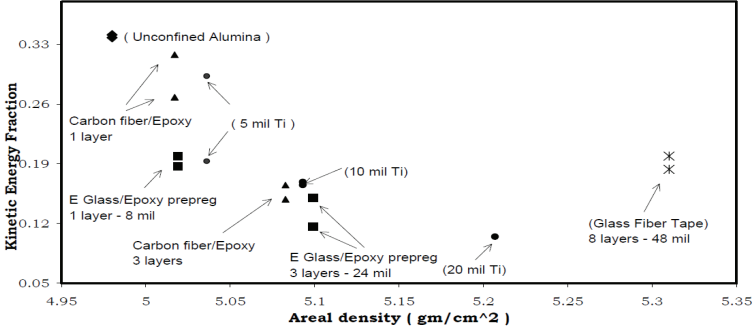 Kinetic Energy Fraction
0.33
0.26
0.19
0.12
0.05
( Unconfined Alumina )
Carbon fiber/Epoxy
1 layer
( 5 mil Ti )
E Glass/Epoxy prepreg
1 layer - 8 mil
(10 mil Ti)
Carbon fiber/Epoxy
3 layers
E Glass/Epoxy prepreg
3 layers - 24 mil
(20 mil Ti)
(Glass Fiber Tape)
8 layers - 48 mil
4.95 5 5.05 5.1 5.15 5.2 5.25 5.3 5.35
Areal density ( gm/cm^2 )